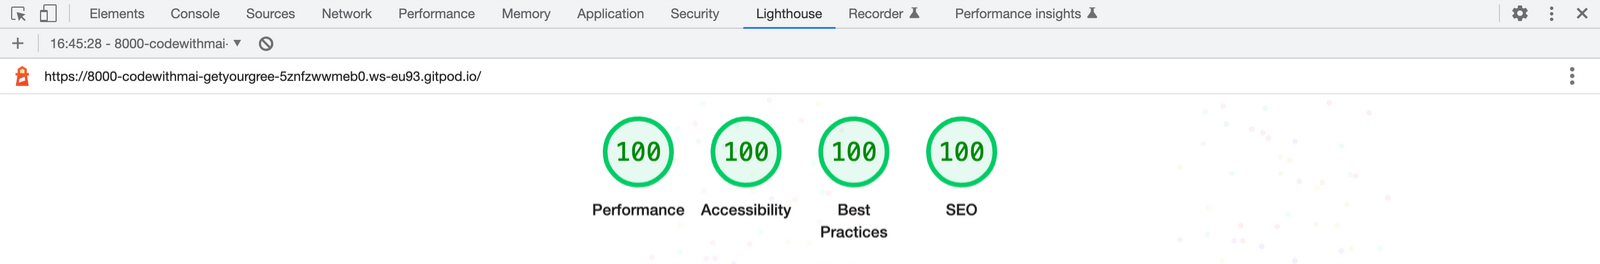 Elements Console Sources Network Performance Memory Application Security Lighthouse Recorder Performance insights
16:45:28 - 8000-codewithmai-
https://8000-codewithmai-getyourgree-5znfzwwmeb0.ws-eu93.gitpod.io/
100 100 100 100
Performance Accessibility Best Practices SEO